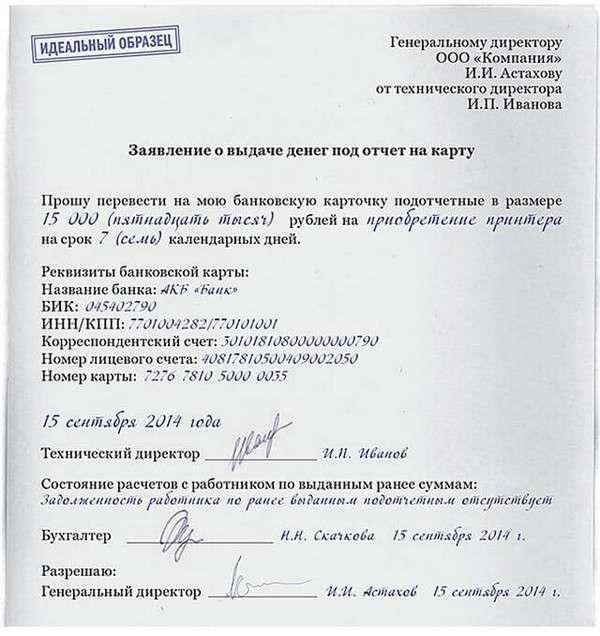 ИДЕАЛЬНЫЙ ОБРАЗЕЦ
Генеральному директору
ООО «Компания»
И.И. Астахову
от технического директора
И.П. Иванова
Заявление о выдаче денег под отчет на карту
Прошу перевести на мою банковскую карточку подотчетные в размере
15 000 (пятнадцать тысяч) рублей на приобретение принтера
на срок 7 (семь) календарных дней.
Реквизиты банковской карты:
Название банка: АКБ «Банк»
БИК: 045402790
ИНН/КПП: 7701004282/770101001
Корреспондентский счет: 30101810800000000790
Номер лицевого счета: 40817810500409002050
Номер карты: 7276 7810 5000 0035
15 сентября 2014 года
Технический директор И.П. Иванов
Состояние расчетов с работником по выданным ранее суммам:
Задолженность работника по ранее выданным подотчетным отсутствует
Бухгалтер Н.Н. Скачкова 15 сентября 2014 г.
Разрешаю:
Генеральный директор И.И. Астахов 15 сентября 2014 г.